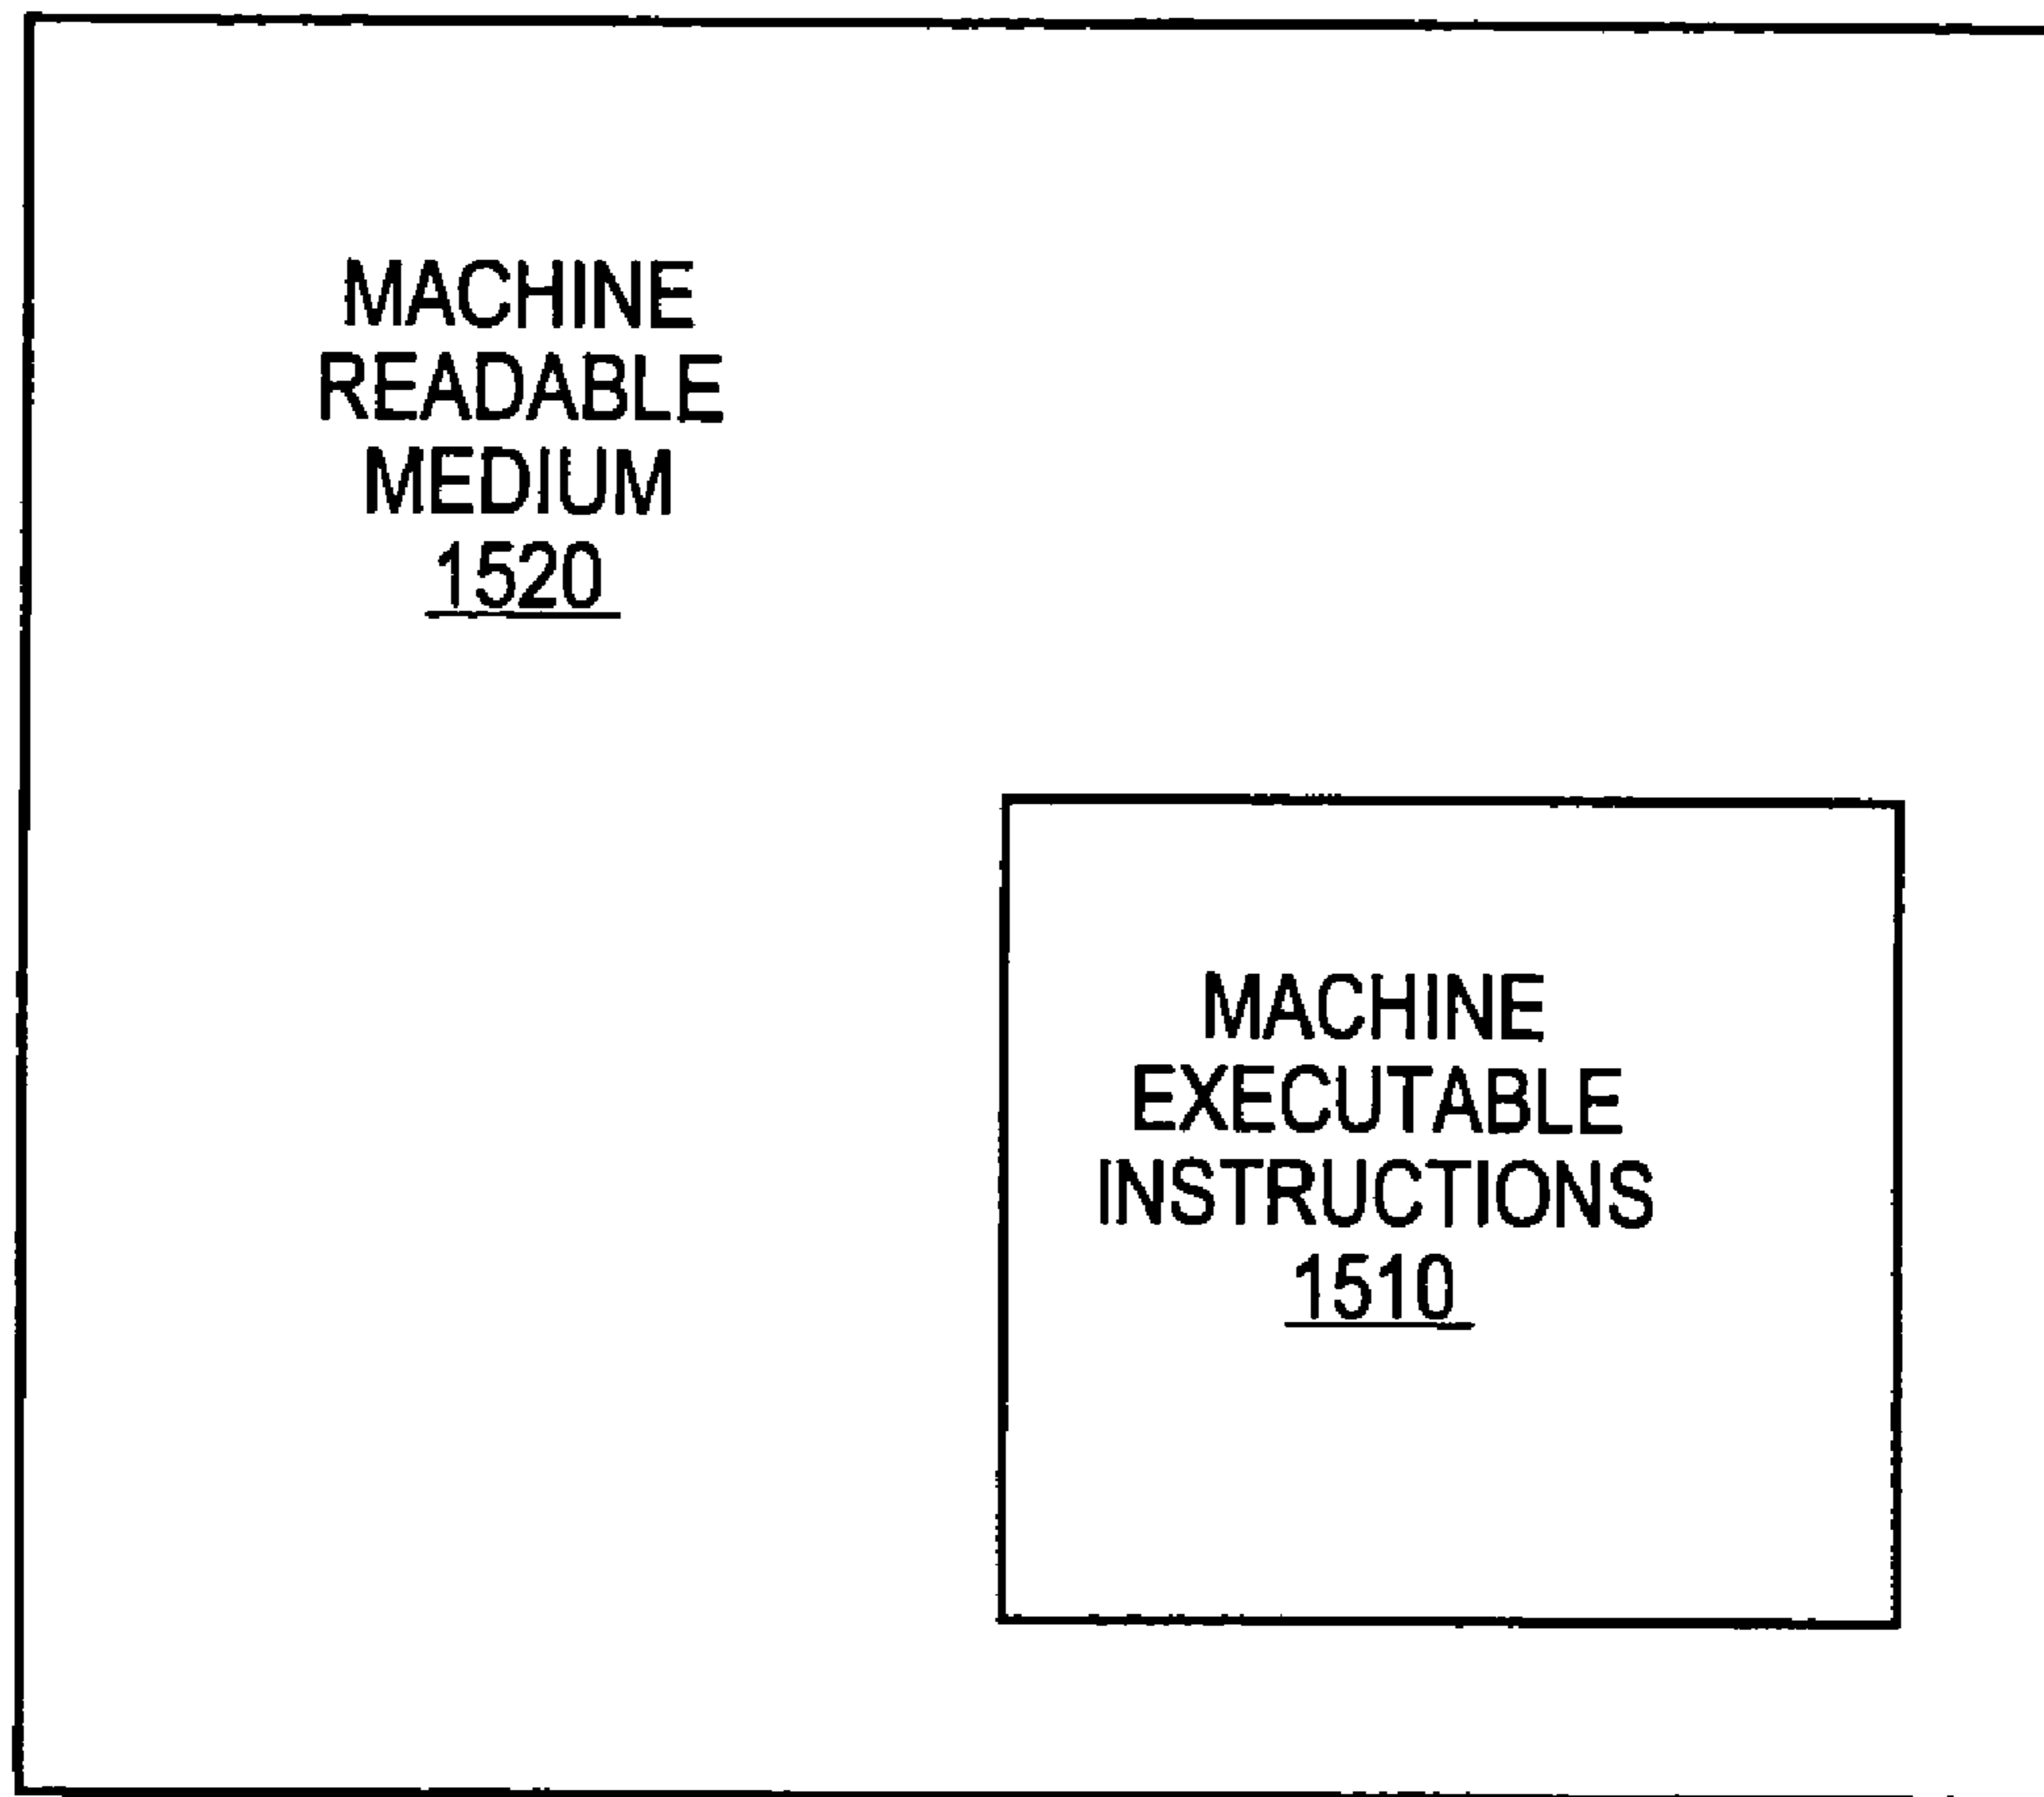 MACHINE
READABLE
MEDIUM
1520
MACHINE
EXECUTABLE
INSTRUCTIONS
1510